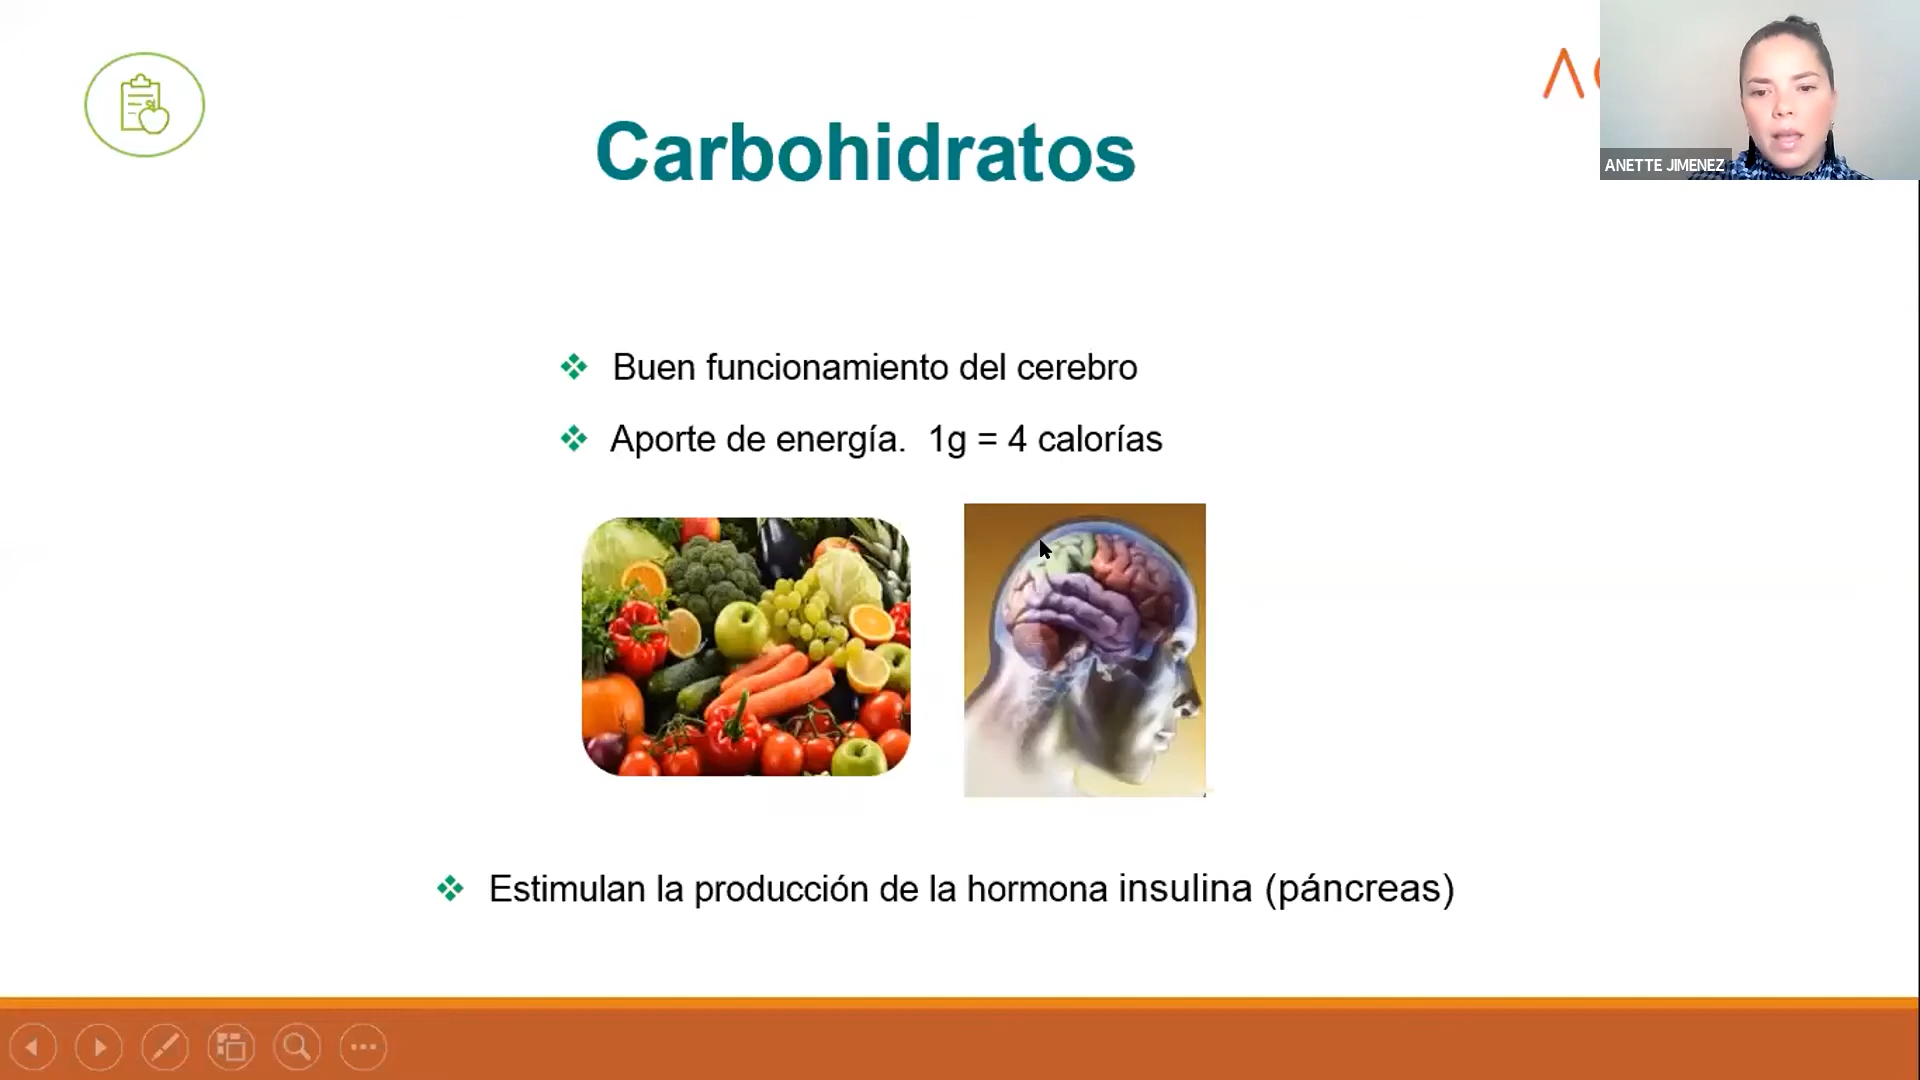 Carbohidratos
ANETTE JIMENEZ
Buen funcionamiento del cerebro
Aporte de energía.  1g = 4 calorías
Estimulan la producción de la hormona insulina (páncreas)